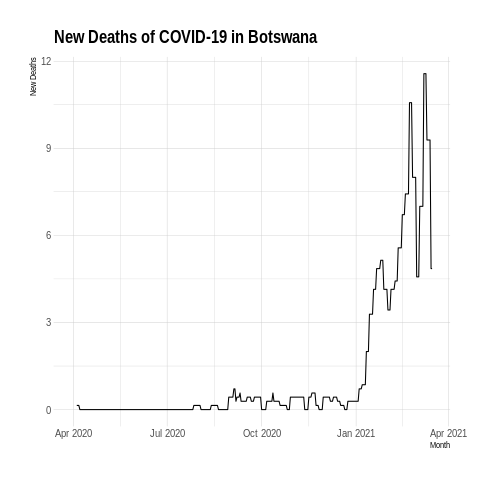 New Deaths of COVID-19 in Botswana
New Deaths
12
9
6
3
0
Apr 2020
Jul 2020
Oct 2020
Jan 2021
Apr 2021
Month